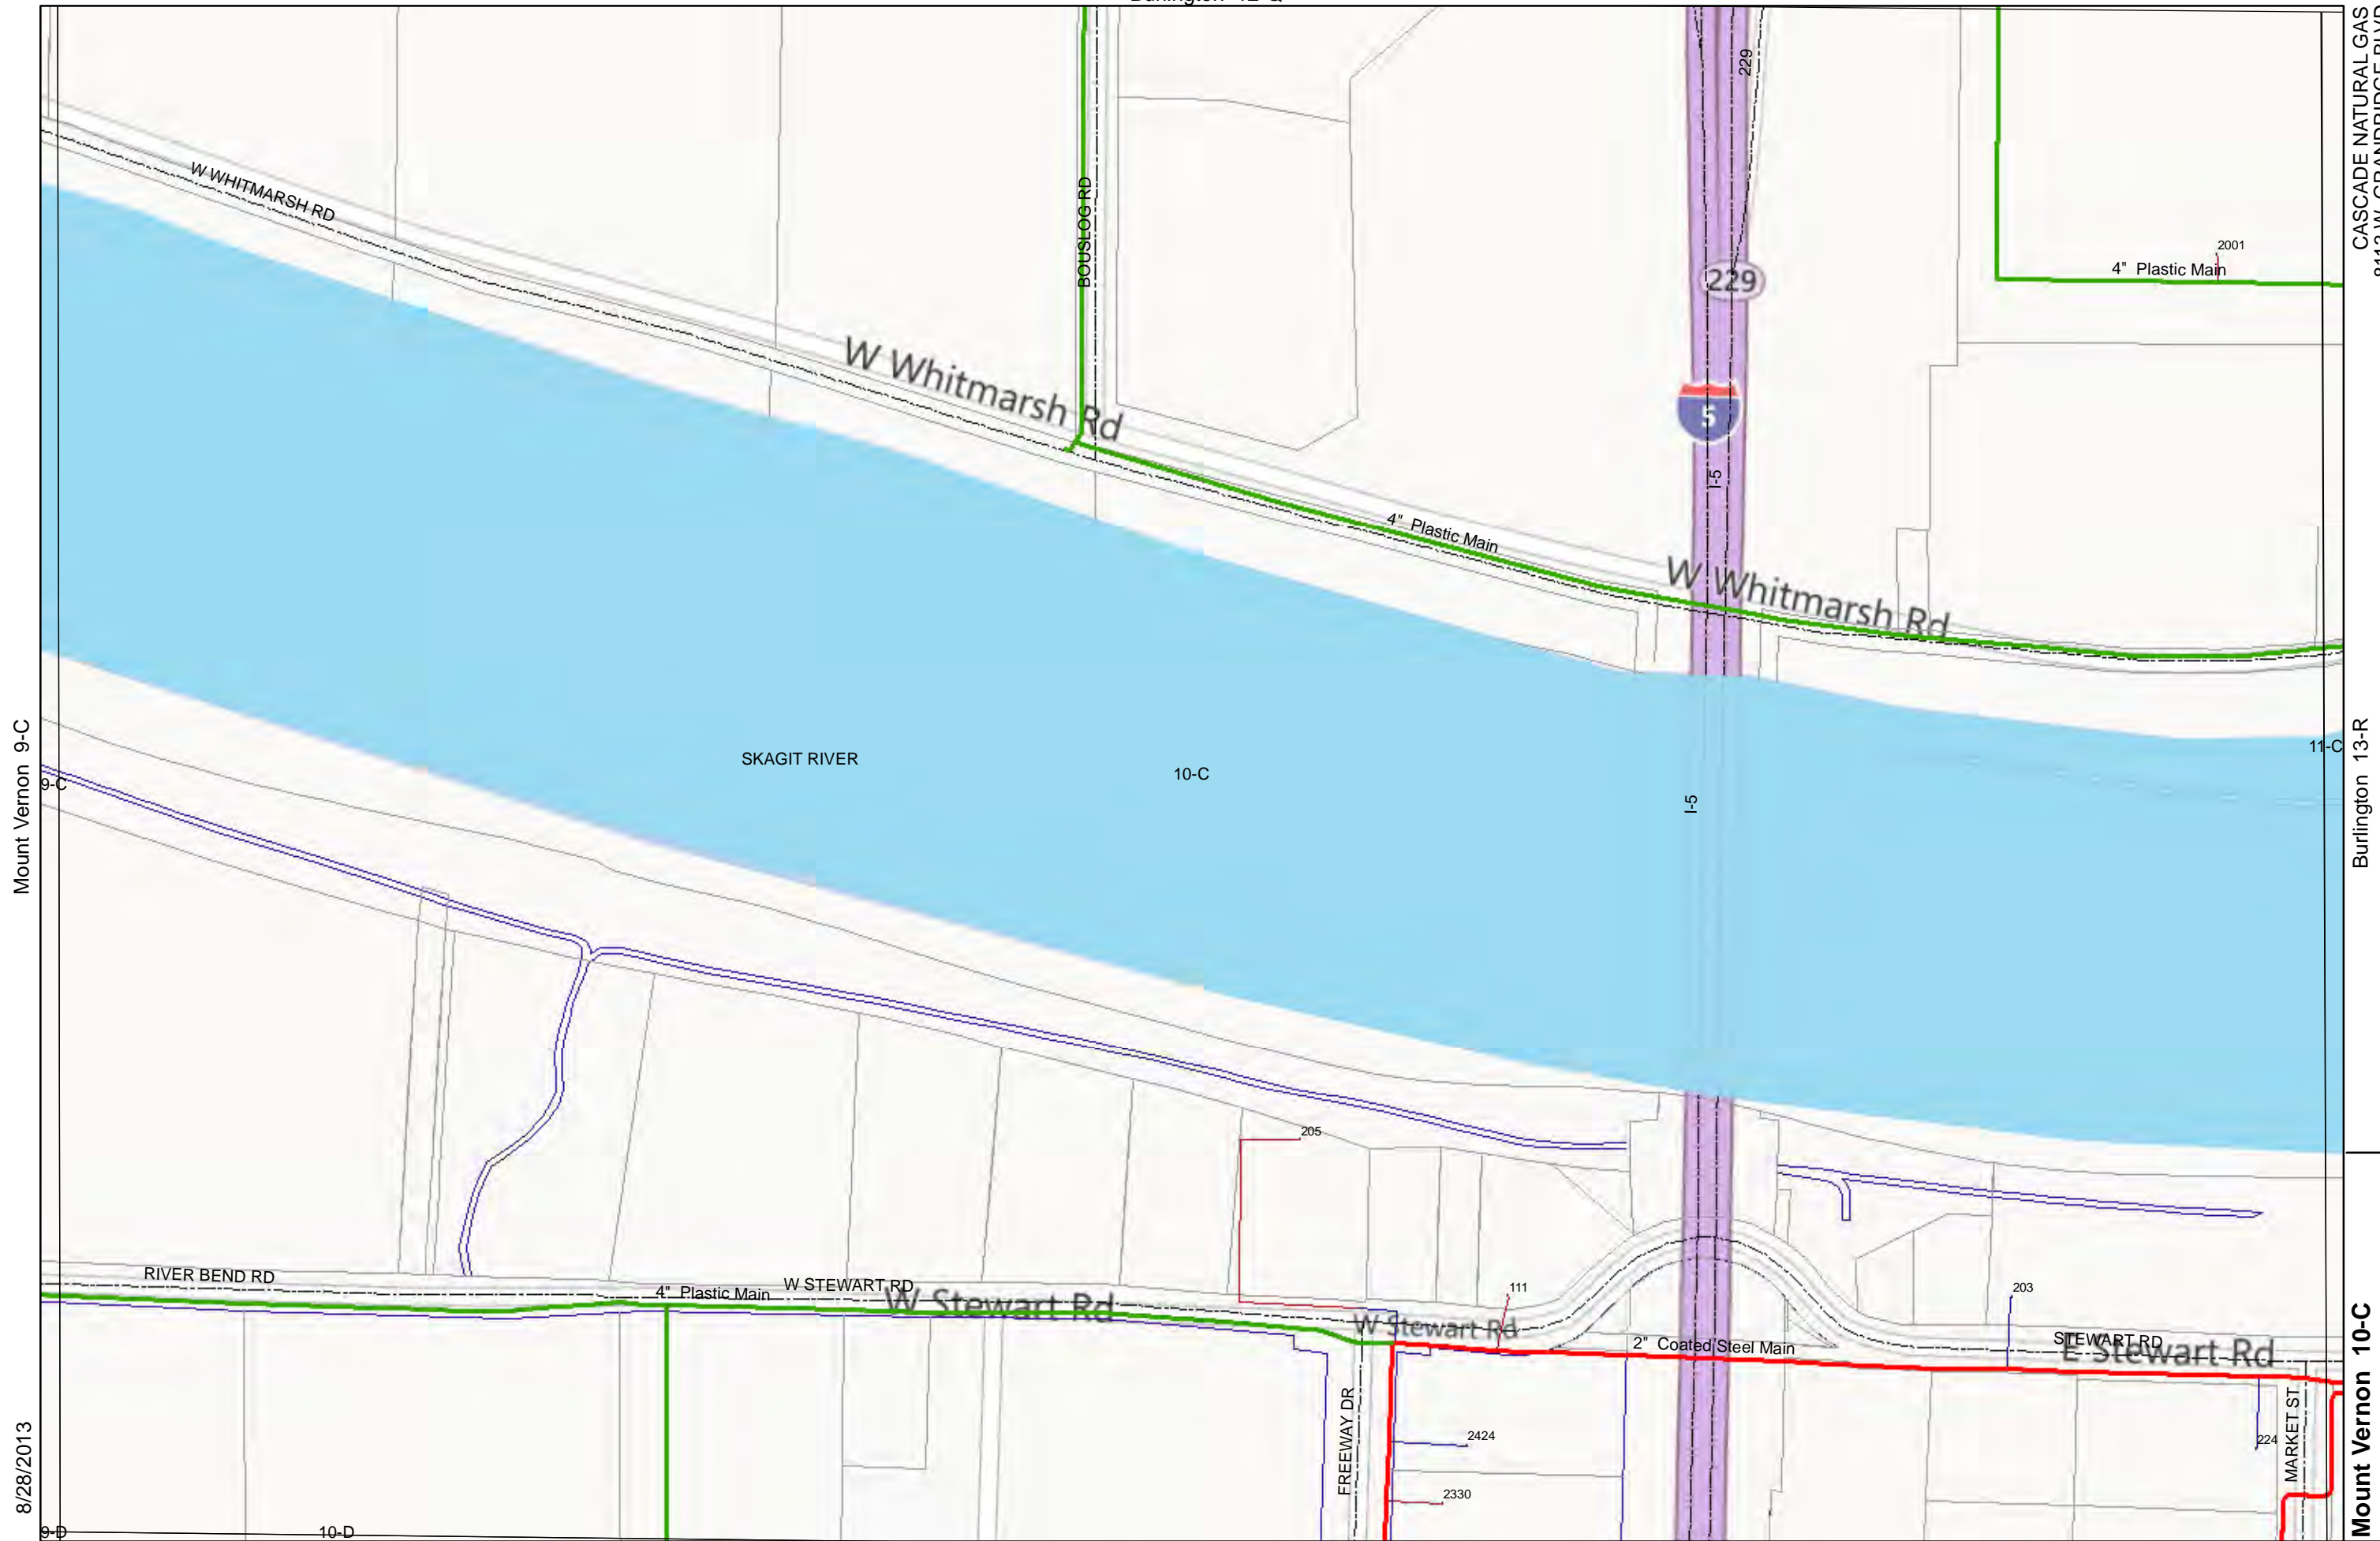 CASCADE NATURAL GAS
229
W WHITMARSH RD
BOUSLOG RD
2001
4" Plastic Main
229
W Whitmarsh Rd
5
I-5
4" Plastic Main
W Whitmarsh Rd
Mount Vernon 9-C
9-C
SKAGIT RIVER
10-C
I-5
11-C
Burlington 13-R
205
RIVER BEND RD
4" Plastic Main
W STEWART RD
W Stewart Rd
111
W Stewart Rd
2" Coated Steel Main
203
STEWART RD
E Stewart Rd
FREEWAY DR
2424
2330
224
MARKET ST
8/28/2013
9-D
10-D
Mount Vernon 10-C